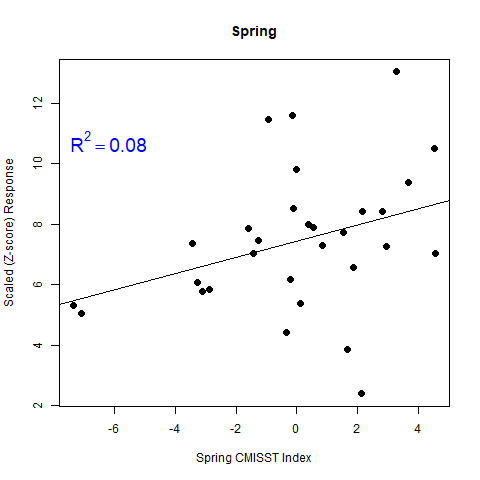 Spring
R² = 0.08
Scaled (Z-score) Response
12
10
8
6
4
2
-6 -4 -2 0 2 4
Spring CMISST Index